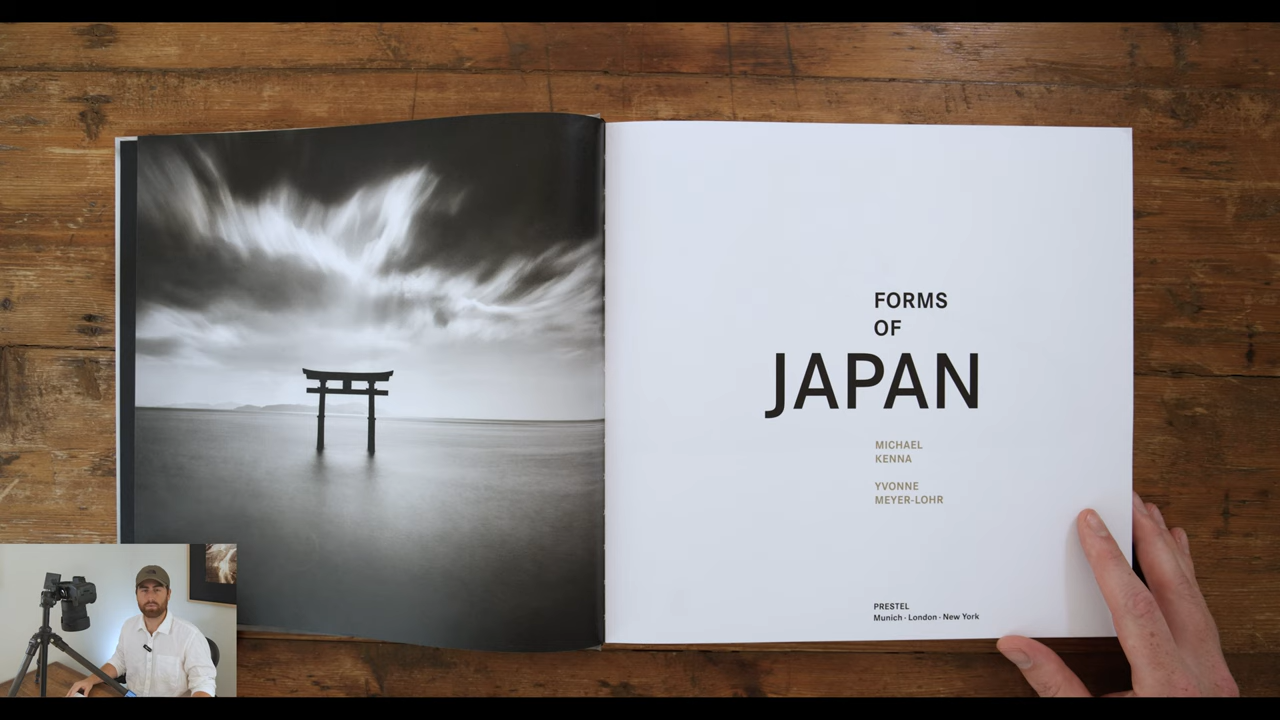 FORMS
OF
JAPAN
MICHAEL
KENNA
YVONNE
MEYER-LOHR
PRESTEL
Munich · London · New York